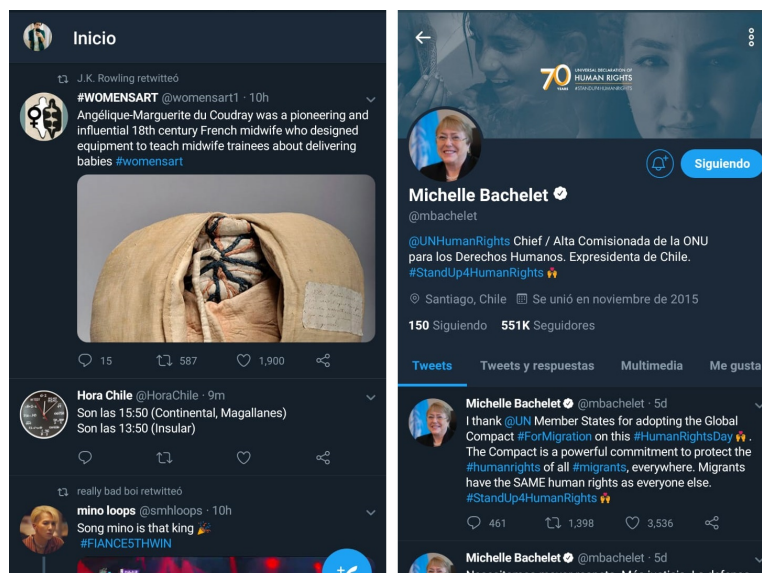 Inicio
J.K. Rowling retwitteó
#WOMENSART @womensart1 · 10h
Angélique-Marguerite du Coudray was a pioneering and
influential 18th century French midwife who designed
equipment to teach midwife trainees about delivering
babies #womensart
15 587 1,900
Hora Chile @HoraChile · 9m
Son las 15:50 (Continental, Magallanes)
Son las 13:50 (Insular)
really bad boi retwitteó
mino loops @smhloops · 10h
Song mino is that king
#FIANCE5THWIN
70 YEARS
UNIVERSAL DECLARATION OF
HUMAN RIGHTS
#STANDUP4HUMANRIGHTS
Siguiendo
Michelle Bachelet
@mbachelet
@UNHumanRights Chief / Alta Comisionada de la ONU
para los Derechos Humanos. Expresidenta de Chile.
#StandUp4HumanRights
Santiago, Chile Se unió en noviembre de 2015
150 Siguiendo 551K Seguidores
Tweets Tweets y respuestas Multimedia Me gusta
Michelle Bachelet @mbachelet · 5d
I thank @UN Member States for adopting the Global
Compact #ForMigration on this #HumanRightsDay .
The Compact is a powerful commitment to protect the
#humanrights of all #migrants, everywhere. Migrants
have the SAME human rights as everyone else.
#StandUp4HumanRights
461 1,398 3,536
Michelle Bachelet @mbachelet · 5d